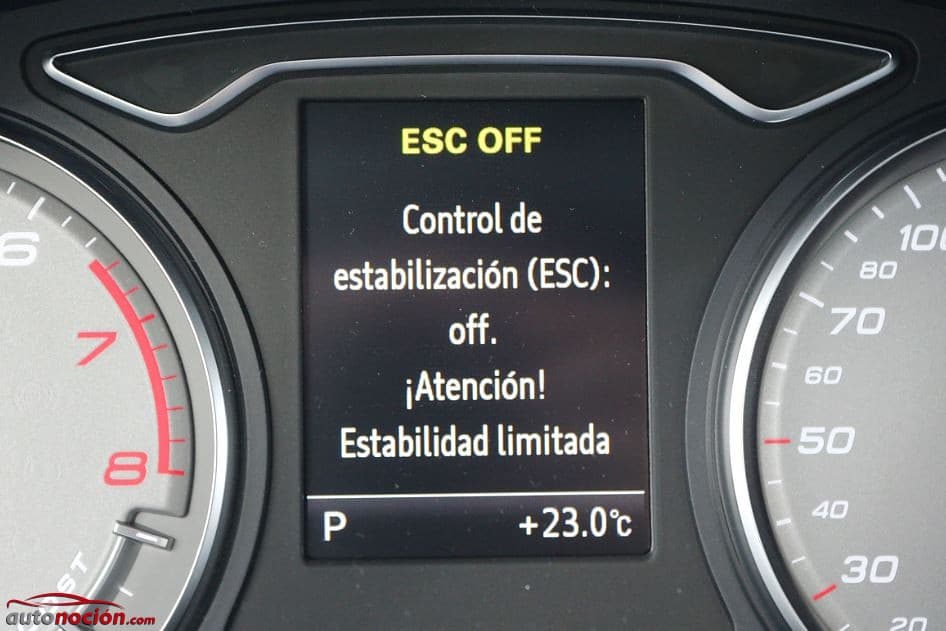 ESC OFF
Control de
estabilización (ESC):
off.
¡Atención!
Estabilidad limitada
P +23.0°C
6
7
8
100
80
70
60
50
40
30
20
autonoción.com